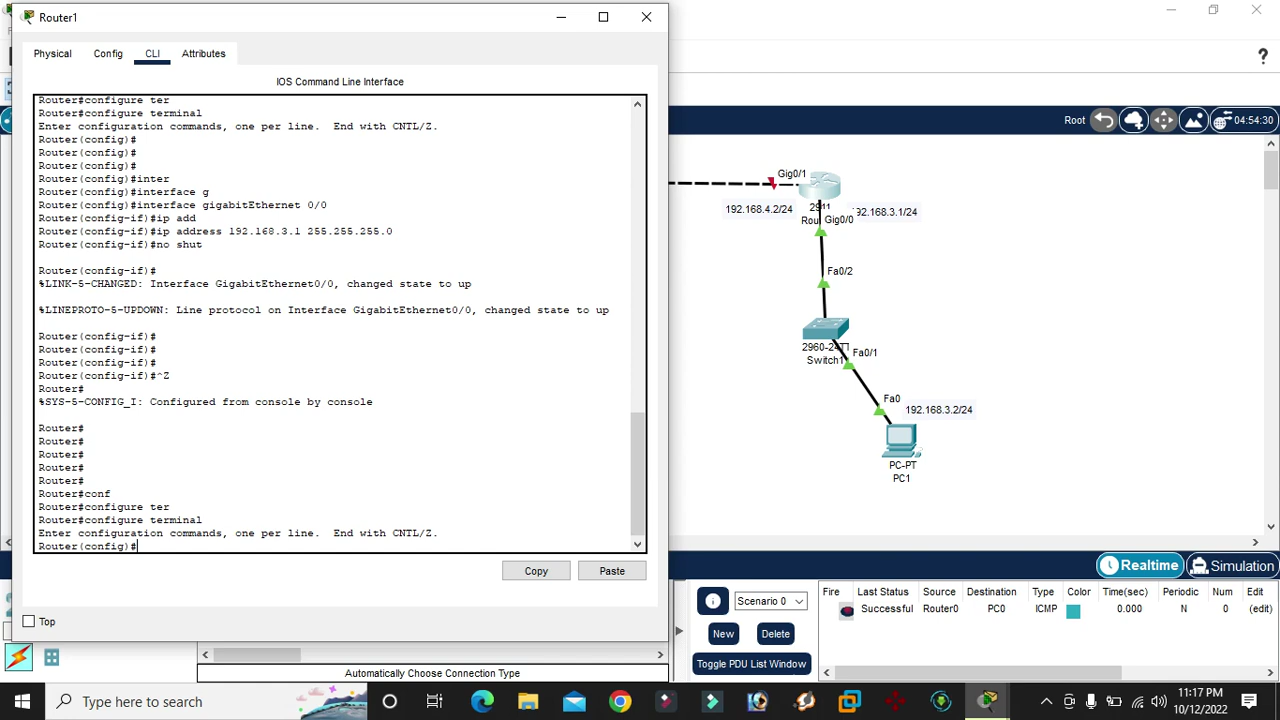 Router1
Physical Config CLI Attributes
IOS Command Line Interface
Router#configure ter
Router#configure terminal
Enter configuration commands, one per line.  End with CNTL/Z.
Router(config)#
Router(config)#
Router(config)#
Router(config)#inter
Router(config)#interface g
Router(config)#interface gigabitEthernet 0/0
Router(config-if)#ip add
Router(config-if)#ip address 192.168.3.1 255.255.255.0
Router(config-if)#no shut
Router(config-if)#
%LINK-5-CHANGED: Interface GigabitEthernet0/0, changed state to up
%LINEPROTO-5-UPDOWN: Line protocol on Interface GigabitEthernet0/0, changed state to up
Router(config-if)#
Router(config-if)#
Router(config-if)#
Router(config-if)#^Z
Router#
%SYS-5-CONFIG_I: Configured from console by console
Router#
Router#
Router#
Router#
Router#
Router#conf
Router#configure ter
Router#configure terminal
Enter configuration commands, one per line.  End with CNTL/Z.
Router(config)#
Copy Paste
Top
Automatically Choose Connection Type
Root 04:54:30
Gig0/1
192.168.4.2/24
2911
Gig0/0
Fa0/2
2960-24TT
Switch1
Fa0/1
Fa0
192.168.3.2/24
PC-PT
PC1
Realtime Simulation
Scenario 0
New Delete
Toggle PDU List Window
Fire Last Status Source Destination Type Color Time(sec) Periodic Num Edit
Successful Router0 PC0 ICMP 0.000 N 0 (edit)
Type here to search
11:17 PM
10/12/2022